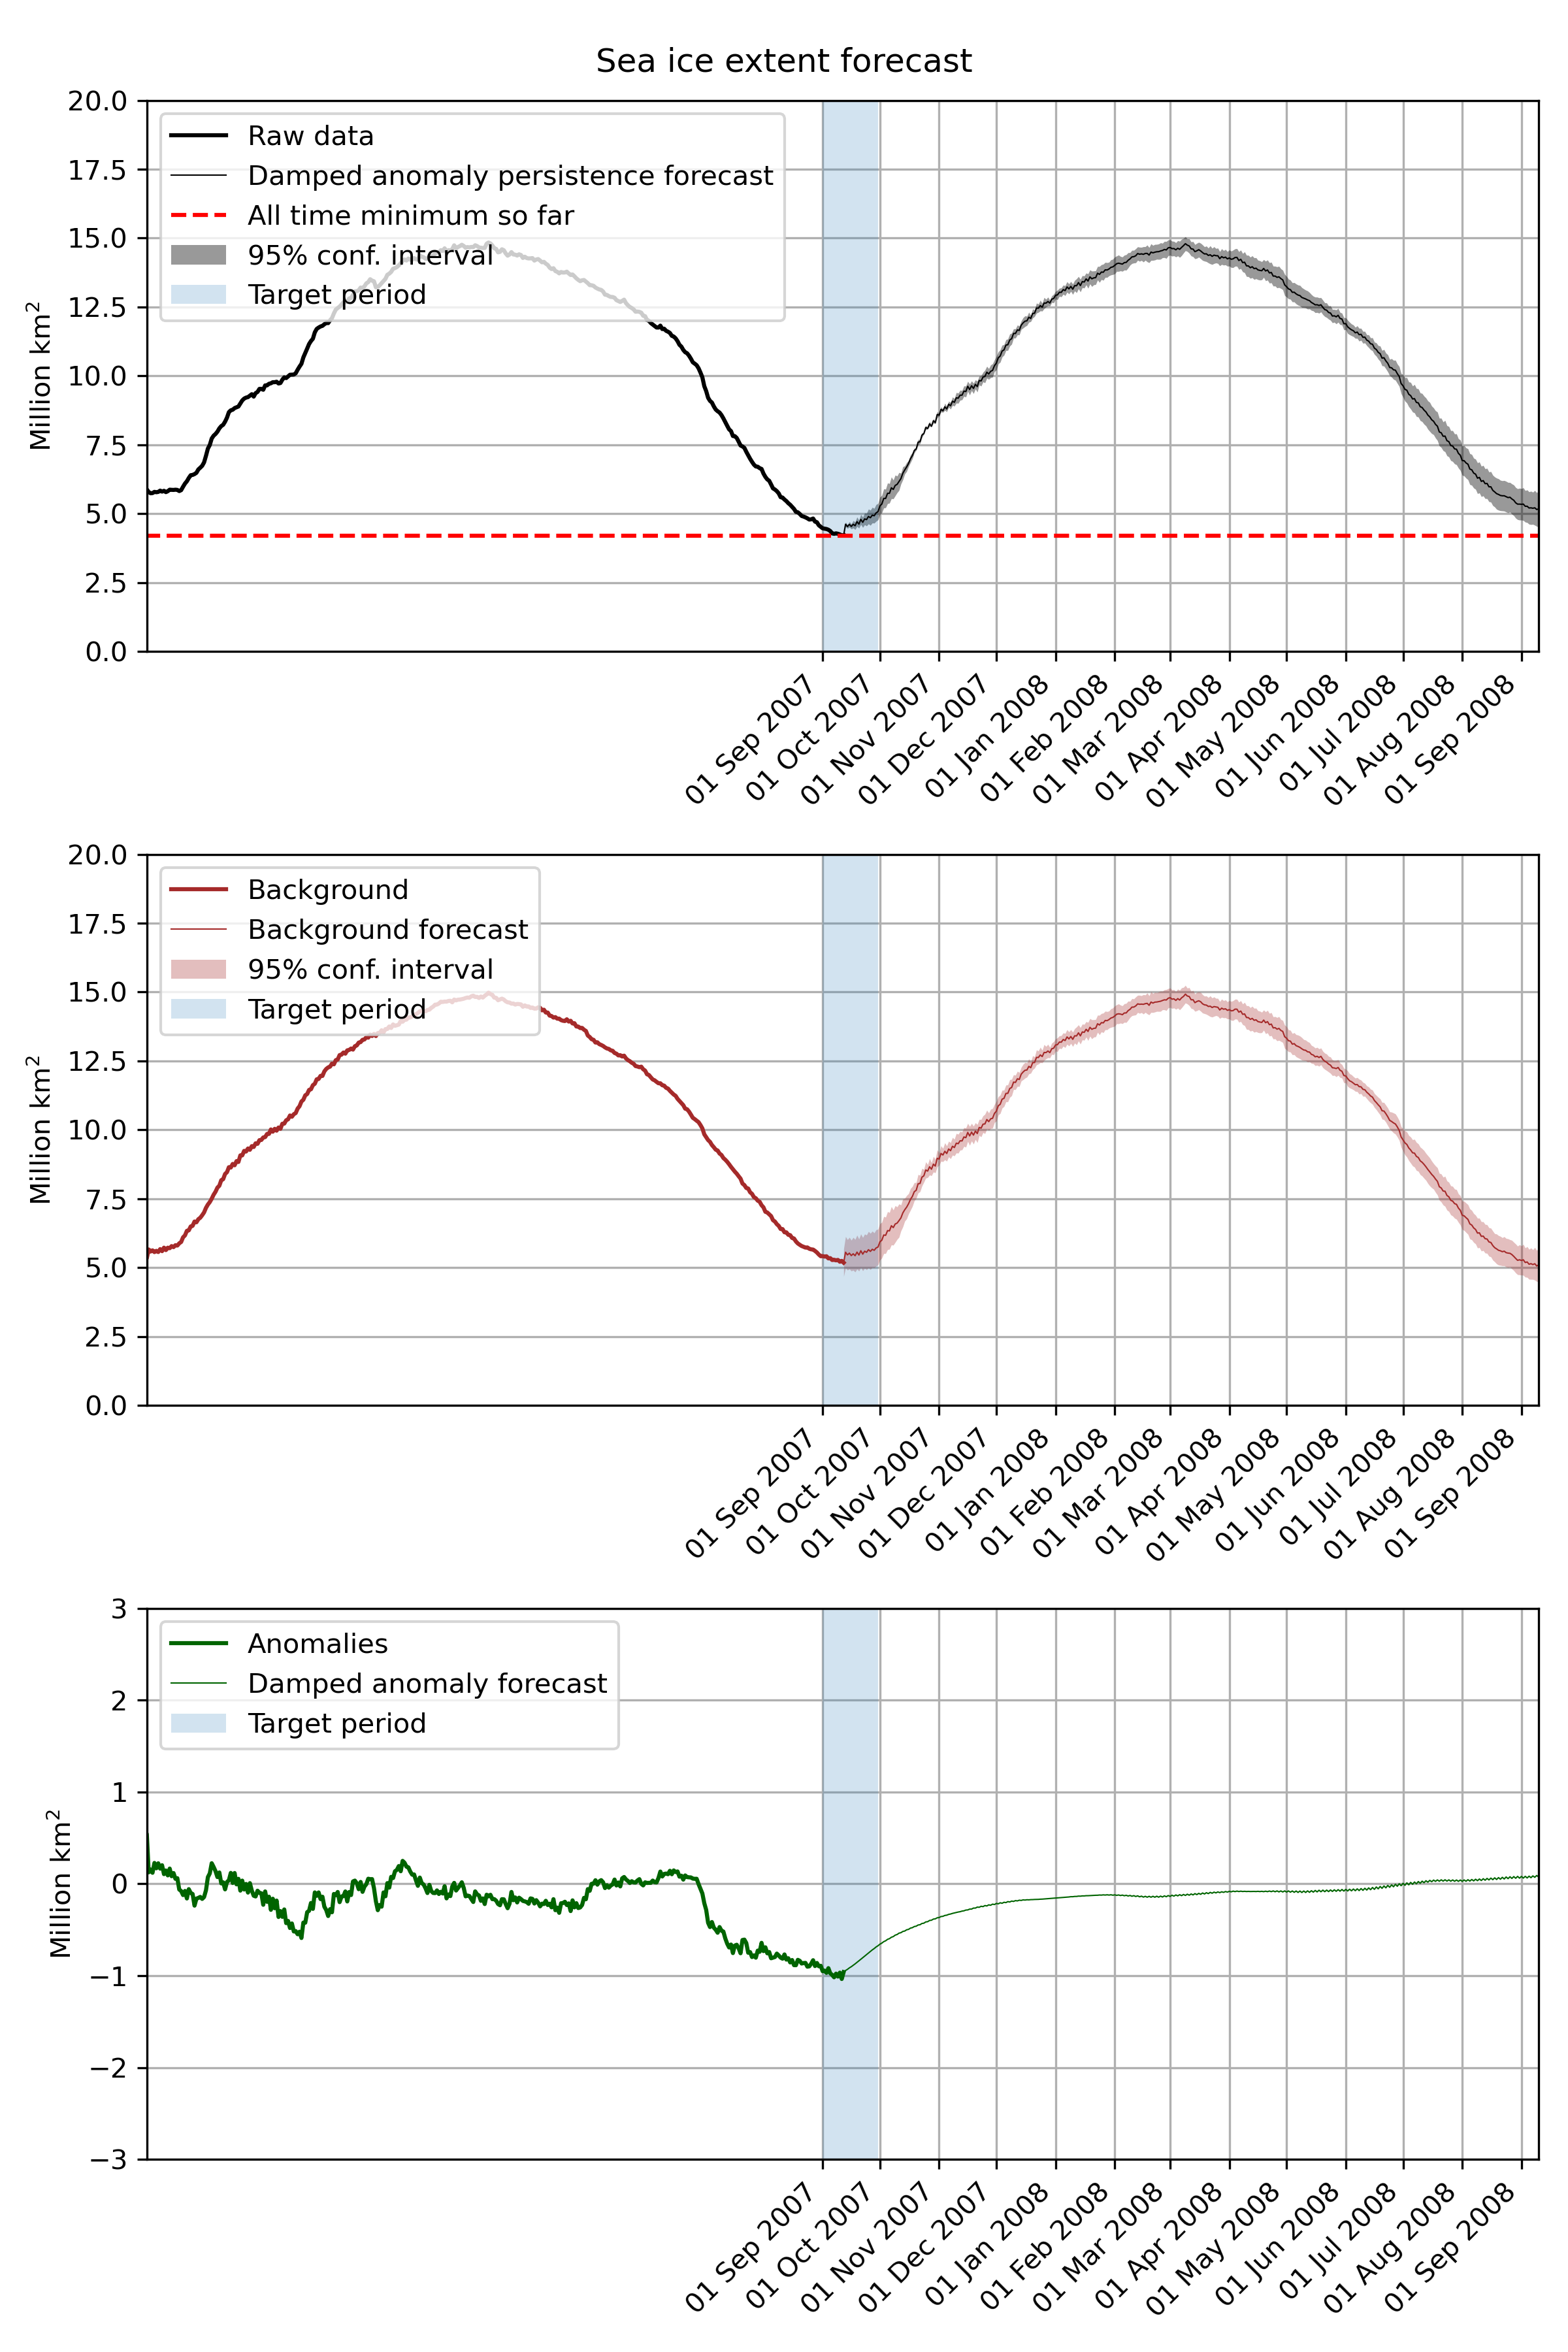 Sea ice extent forecast
20.0
17.5
15.0
12.5
10.0
7.5
5.0
2.5
0.0
Million km²
Raw data
Damped anomaly persistence forecast
All time minimum so far
95% conf. interval
Target period
01 Sep 2007
01 Oct 2007
01 Nov 2007
01 Dec 2007
01 Jan 2008
01 Feb 2008
01 Mar 2008
01 Apr 2008
01 May 2008
01 Jun 2008
01 Jul 2008
01 Aug 2008
01 Sep 2008
20.0
17.5
15.0
12.5
10.0
7.5
5.0
2.5
0.0
Million km²
Background
Background forecast
95% conf. interval
Target period
01 Sep 2007
01 Oct 2007
01 Nov 2007
01 Dec 2007
01 Jan 2008
01 Feb 2008
01 Mar 2008
01 Apr 2008
01 May 2008
01 Jun 2008
01 Jul 2008
01 Aug 2008
01 Sep 2008
3
2
1
0
−1
−2
−3
Million km²
Anomalies
Damped anomaly forecast
Target period
01 Sep 2007
01 Oct 2007
01 Nov 2007
01 Dec 2007
01 Jan 2008
01 Feb 2008
01 Mar 2008
01 Apr 2008
01 May 2008
01 Jun 2008
01 Jul 2008
01 Aug 2008
01 Sep 2008